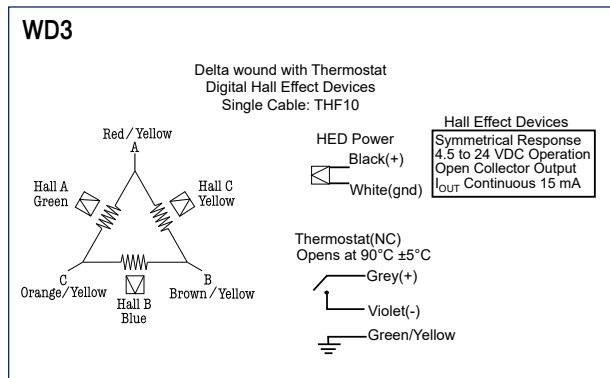 WD3
Delta wound with Thermostat
Digital Hall Effect Devices
Single Cable: THF10
Red/Yellow
A
Hall A
Green
Hall C
Yellow
C
Orange/Yellow
Hall B
Blue
B
Brown/Yellow
HED Power
Black(+)
White(gnd)
Hall Effect Devices
Symmetrical Response
4.5 to 24 VDC Operation
Open Collector Output
IOUT Continuous 15 mA
Thermostat(NC)
Opens at 90°C ±5°C
Grey(+)
Violet(-)
Green/Yellow